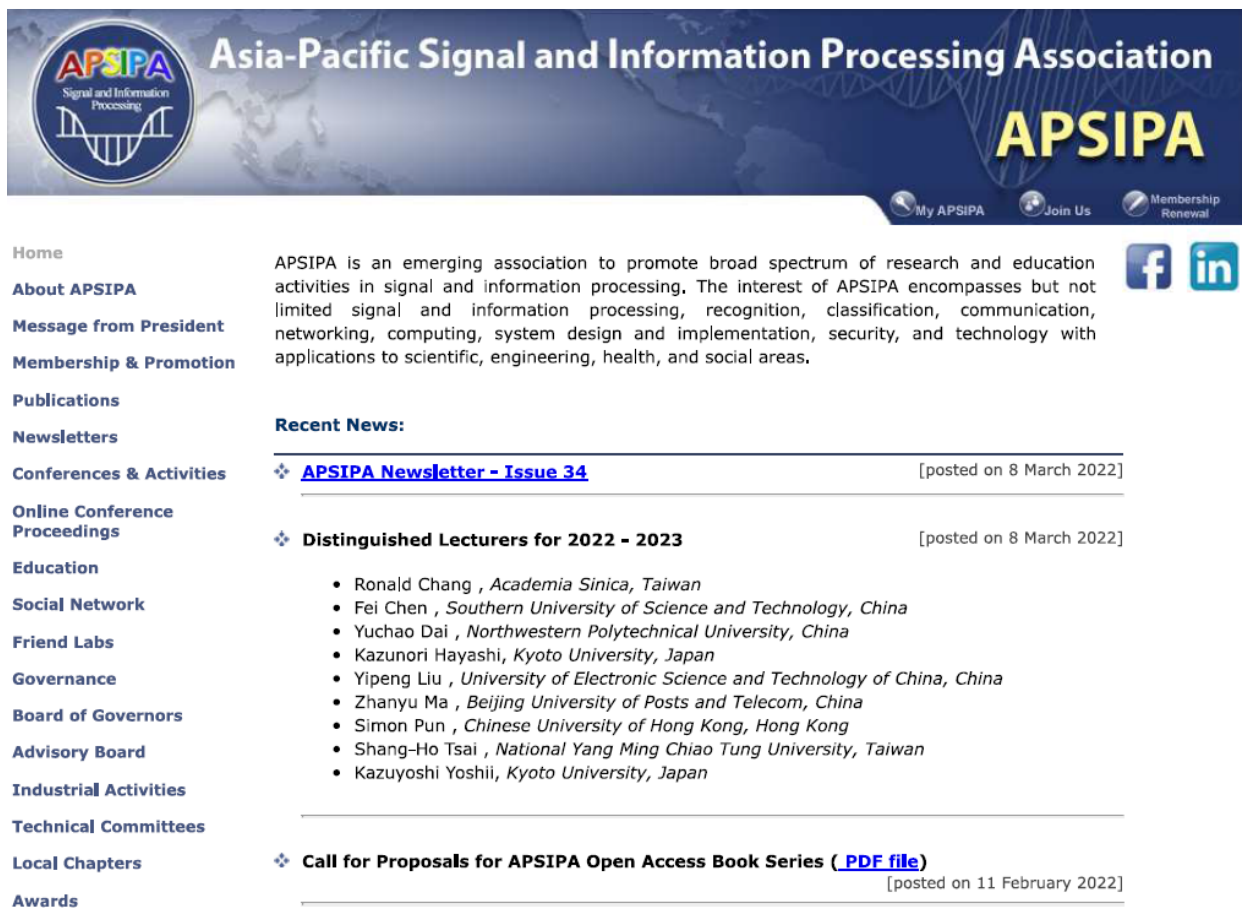 APSIPA
Signal and Information
Processing
Asia-Pacific Signal and Information Processing Association
APSIPA
My APSIPA
Join Us
Membership
Renewal
Home
About APSIPA
Message from President
Membership & Promotion
Publications
Newsletters
Conferences & Activities
Online Conference
Proceedings
Education
Social Network
Friend Labs
Governance
Board of Governors
Advisory Board
Industrial Activities
Technical Committees
Local Chapters
Awards
APSIPA is an emerging association to promote broad spectrum of research and education
activities in signal and information processing. The interest of APSIPA encompasses but not
limited signal and information processing, recognition, classification, communication,
networking, computing, system design and implementation, security, and technology with
applications to scientific, engineering, health, and social areas.
f
in
Recent News:
APSIPA Newsletter - Issue 34 [posted on 8 March 2022]
Distinguished Lecturers for 2022 - 2023 [posted on 8 March 2022]
• Ronald Chang , Academia Sinica, Taiwan
• Fei Chen , Southern University of Science and Technology, China
• Yuchao Dai , Northwestern Polytechnical University, China
• Kazunori Hayashi, Kyoto University, Japan
• Yipeng Liu , University of Electronic Science and Technology of China, China
• Zhanyu Ma , Beijing University of Posts and Telecom, China
• Simon Pun , Chinese University of Hong Kong, Hong Kong
• Shang-Ho Tsai , National Yang Ming Chiao Tung University, Taiwan
• Kazuyoshi Yoshii, Kyoto University, Japan
Call for Proposals for APSIPA Open Access Book Series ( PDF file)
[posted on 11 February 2022]